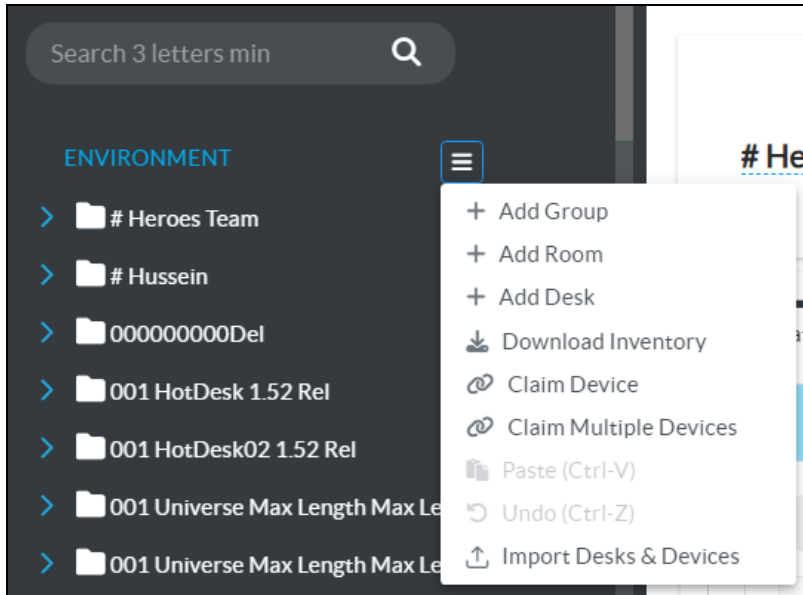 Search 3 letters min
ENVIRONMENT
# He
# Heroes Team
# Hussein
000000000Del
001 HotDesk 1.52 Rel
001 HotDesk02 1.52 Rel
001 Universe Max Length Max Le
001 Universe Max Length Max Le
+ Add Group
+ Add Room
+ Add Desk
Download Inventory
Claim Device
Claim Multiple Devices
Paste (Ctrl-V)
Undo (Ctrl-Z)
Import Desks & Devices